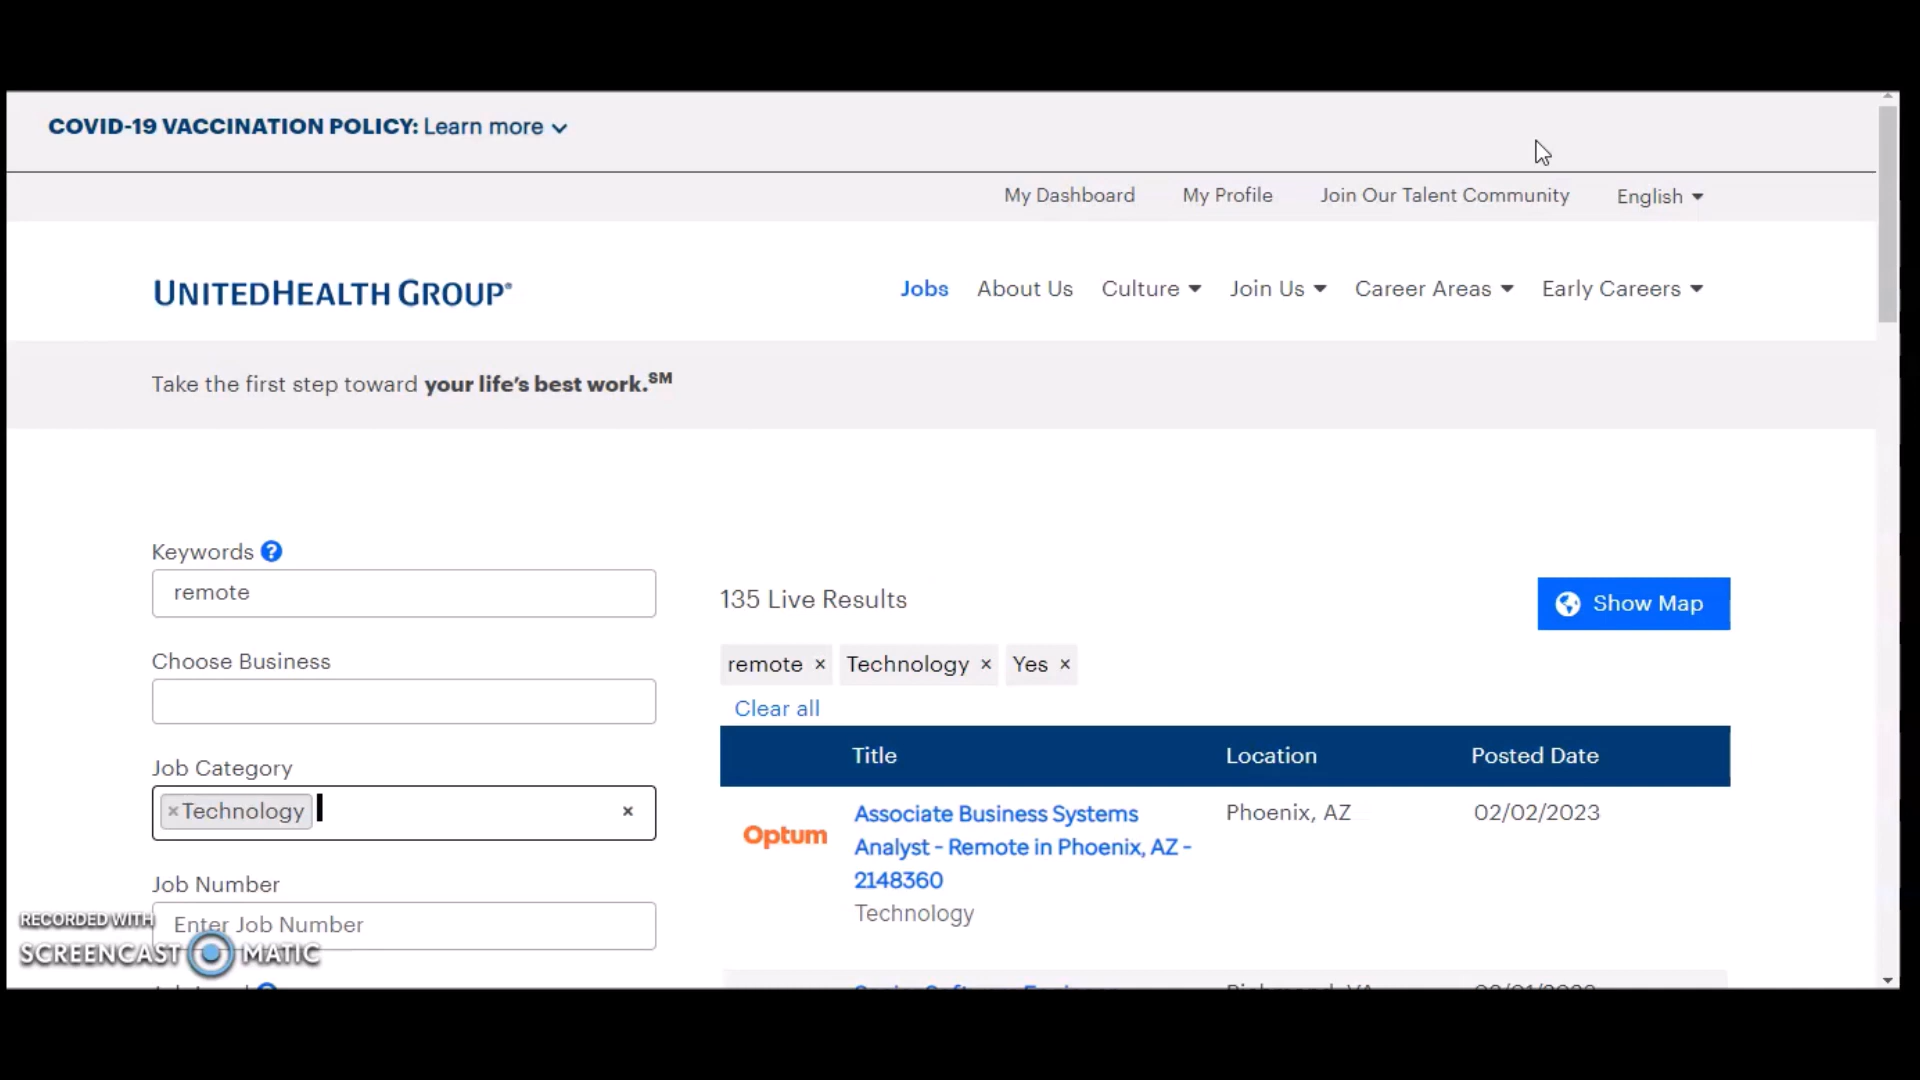 COVID-19 VACCINATION POLICY: Learn more
My Dashboard My Profile Join Our Talent Community English
UNITEDHEALTH GROUP®
Jobs About Us Culture Join Us Career Areas Early Careers
Take the first step toward your life's best work.SM
Keywords ?
remote
135 Live Results
Show Map
Choose Business
remote × Technology × Yes ×
Clear all
Title Location Posted Date
Job Category
× Technology ×
Optum
Associate Business Systems
Analyst - Remote in Phoenix, AZ -
2148360
Technology
Phoenix, AZ
02/02/2023
Job Number
Enter Job Number
RECORDED WITH
SCREENCAST MATIC